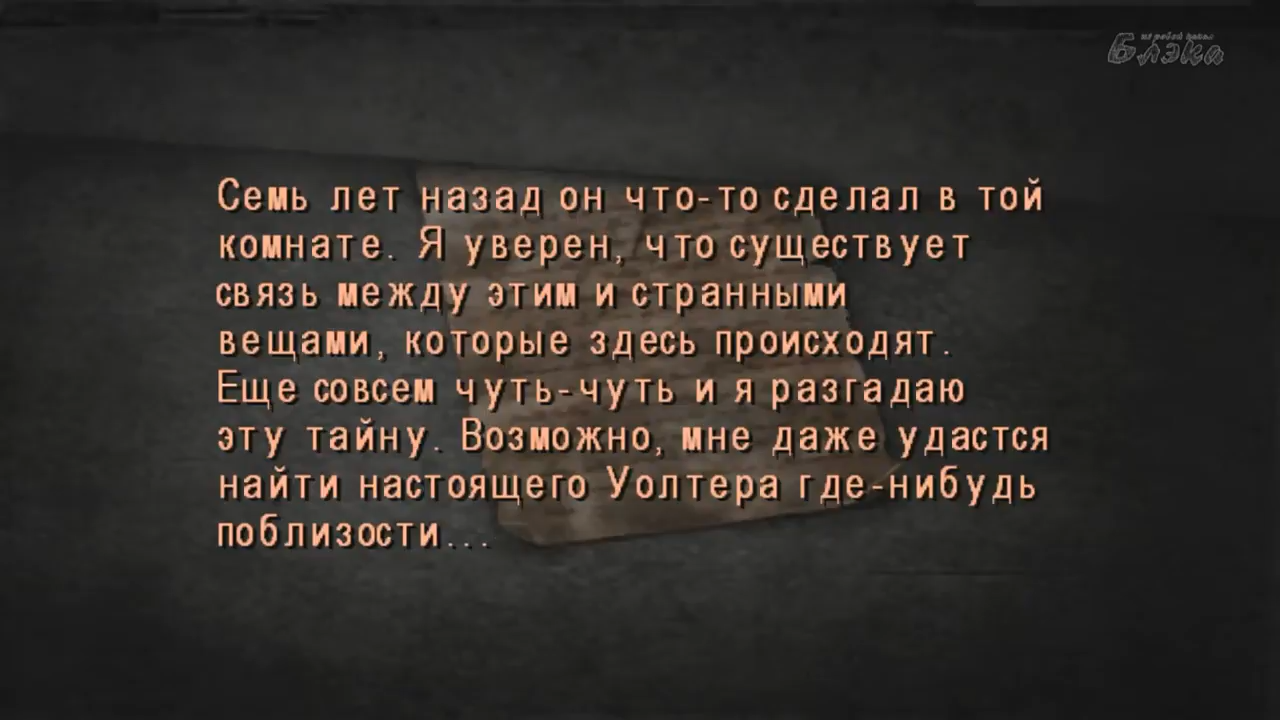 Блэка
Семь лет назад он что-то сделал в той
комнате. Я уверен, что существует
связь между этим и странными
вещами, которые здесь происходят.
Еще совсем чуть-чуть и я разгадаю
эту тайну. Возможно, мне даже удастся
найти настоящего Уолтера где-нибудь
поблизости...